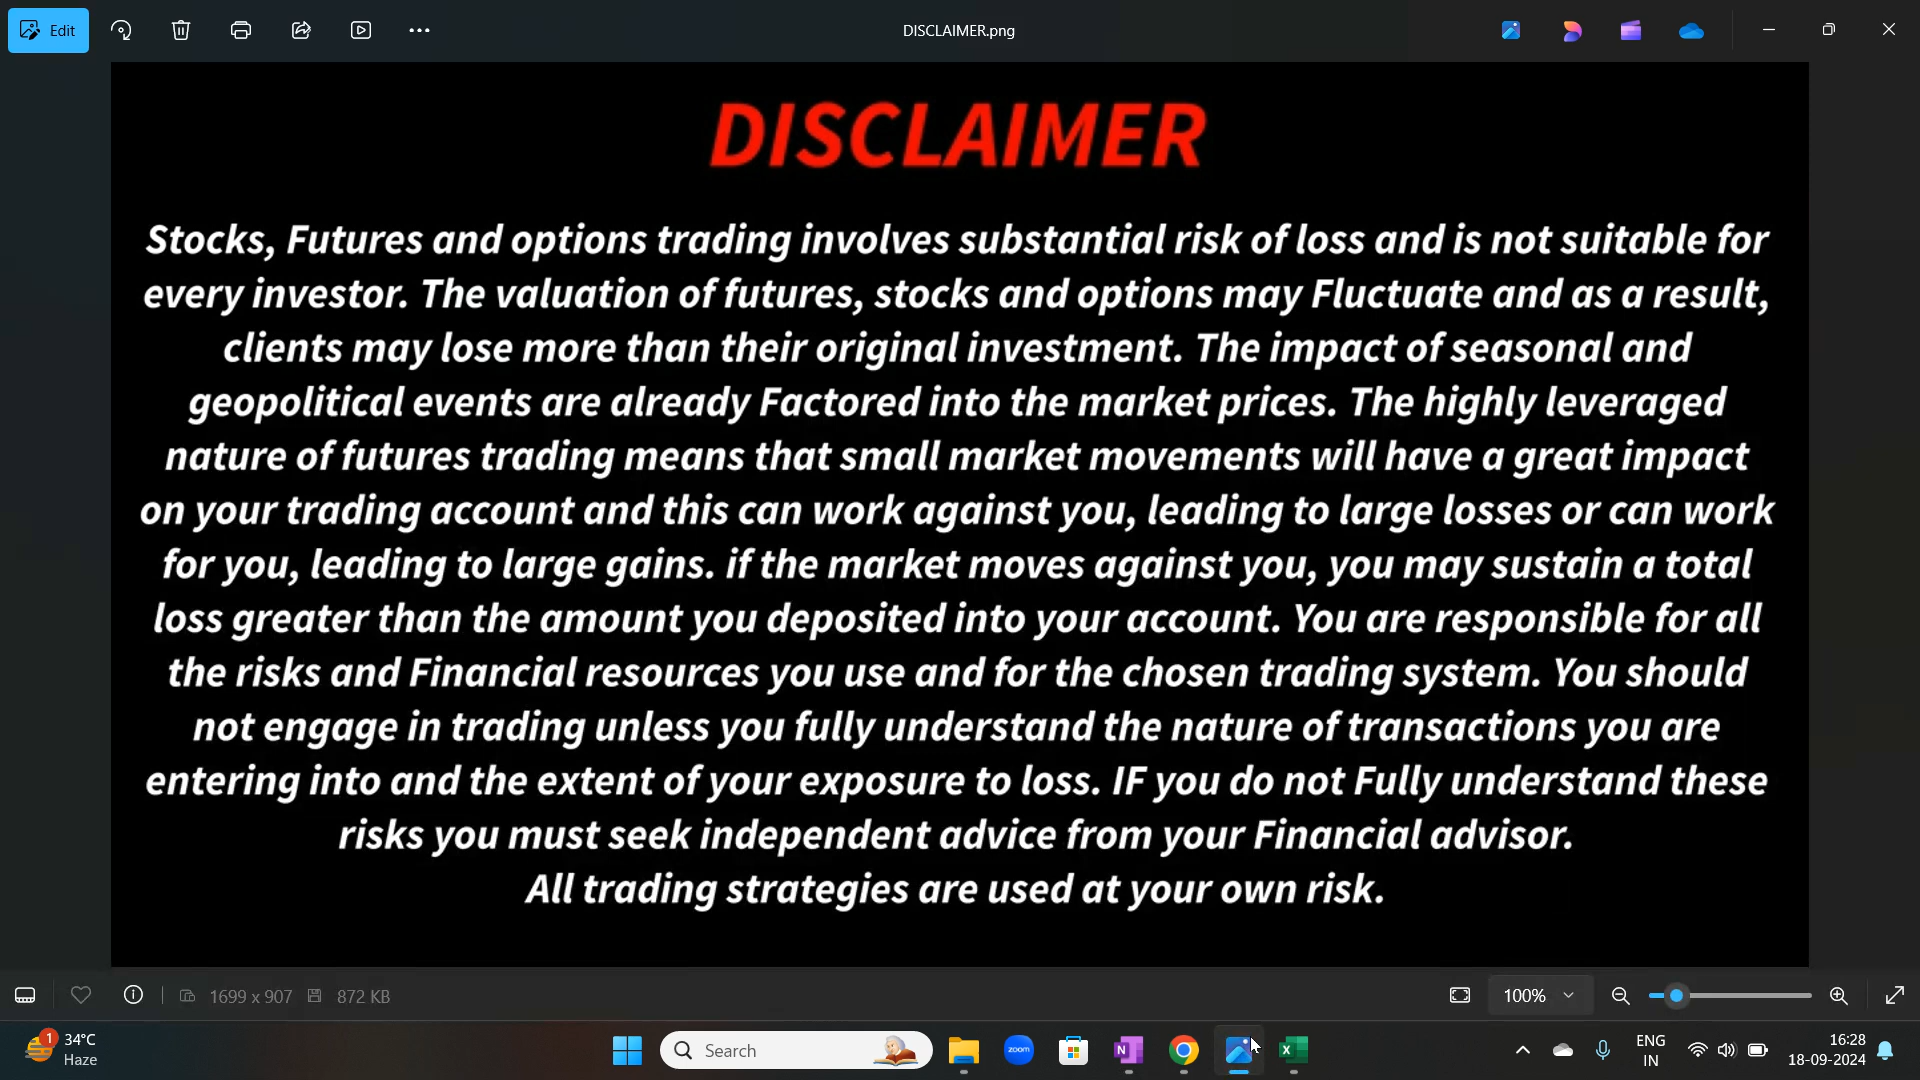 Edit
DISCLAIMER.png
DISCLAIMER
Stocks, Futures and options trading involves substantial risk of loss and is not suitable for
every investor. The valuation of futures, stocks and options may Fluctuate and as a result,
clients may lose more than their original investment. The impact of seasonal and
geopolitical events are already Factored into the market prices. The highly leveraged
nature of futures trading means that small market movements will have a great impact
on your trading account and this can work against you, leading to large losses or can work
for you, leading to large gains. if the market moves against you, you may sustain a total
loss greater than the amount you deposited into your account. You are responsible for all
the risks and Financial resources you use and for the chosen trading system. You should
not engage in trading unless you fully understand the nature of transactions you are
entering into and the extent of your exposure to loss. IF you do not Fully understand these
risks you must seek independent advice from your Financial advisor.
All trading strategies are used at your own risk.
1699 x 907 872 KB 100%
1
34°C
Haze
Search
zoom
N
X
ENG
IN
16:28
18-09-2024